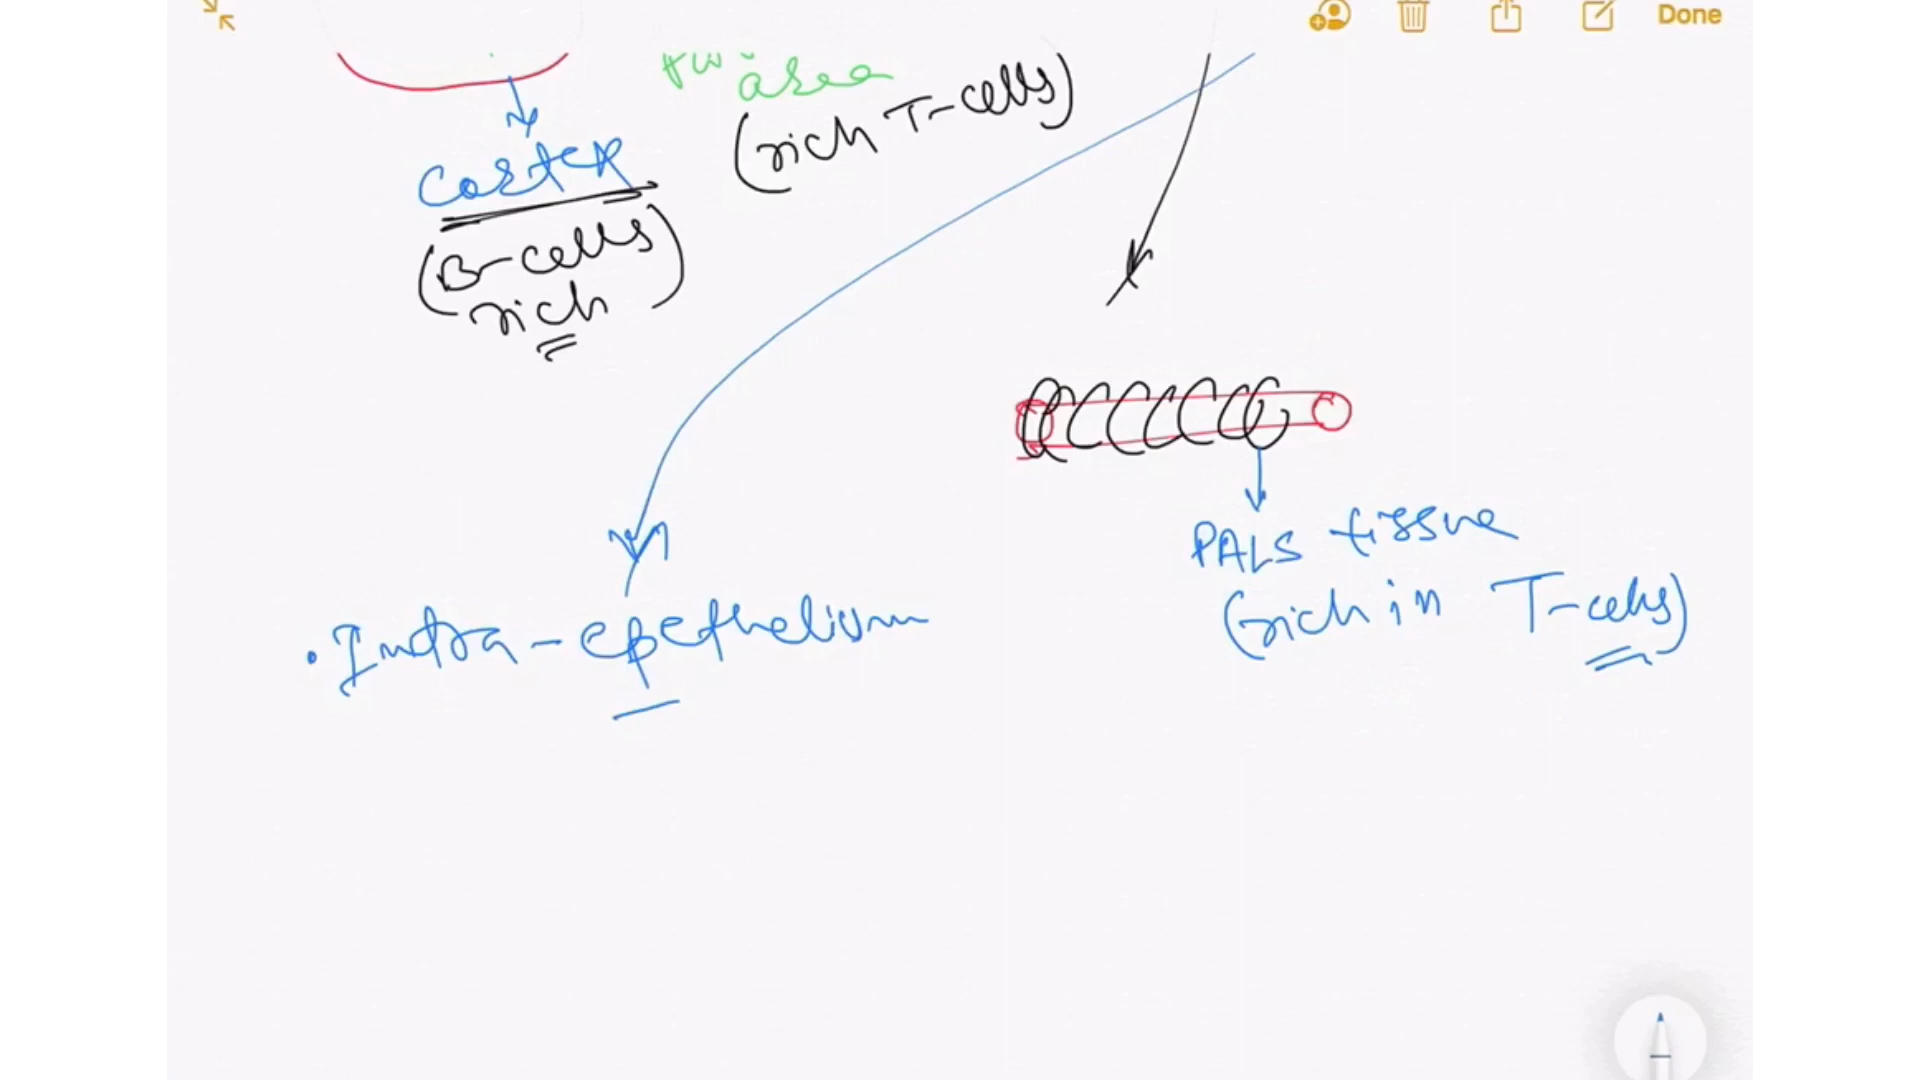 Done
area
(rich T-cells)
Cortex
(B-cells
rich)
PALS tissue
(rich in T-cells)
. Intra-epethelium